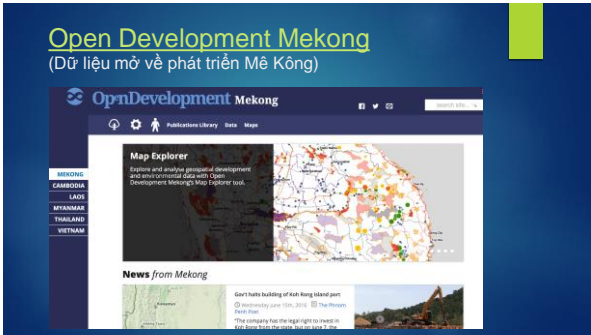 Open Development Mekong
(Dữ liệu mở về phát triển Mê Kông)
OpenDevelopment Mekong
search site...
Publications Library Data Maps
MEKONG
CAMBODIA
LAOS
MYANMAR
THAILAND
VIETNAM
Map Explorer
Explore and analyse geospatial development
and environmental data with Open
Development Mekong's Map Explorer tool.
News from Mekong
Gov't halts building of Koh Rong island port
Wednesday June 15th, 2016 The Phnom
Penh Post
"The company has the legal right to invest in
Koh Rong from the state, but on June 7, the